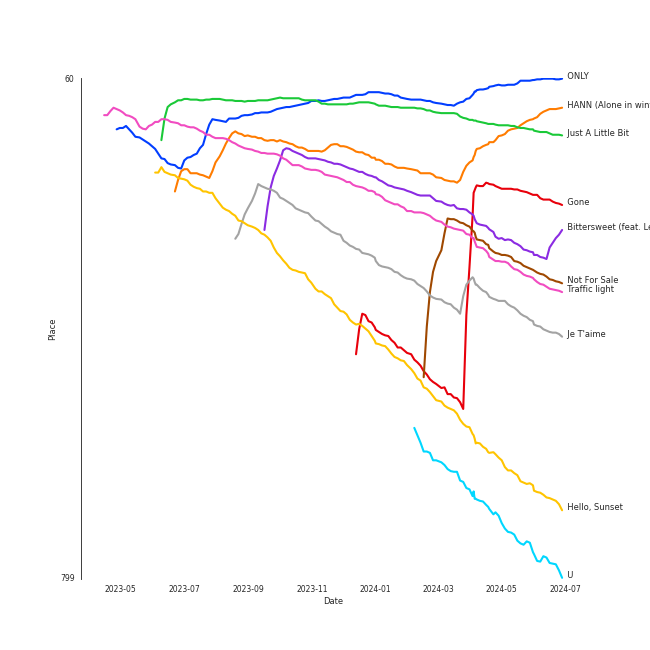 60
ONLY
HANN (Alone in win
Just A Little Bit
Gone
Bittersweet (feat. Le
Not For Sale
Traffic light
Je T'aime
Hello, Sunset
U
799
Place
2023-05 2023-07 2023-09 2023-11 2024-01 2024-03 2024-05 2024-07
Date